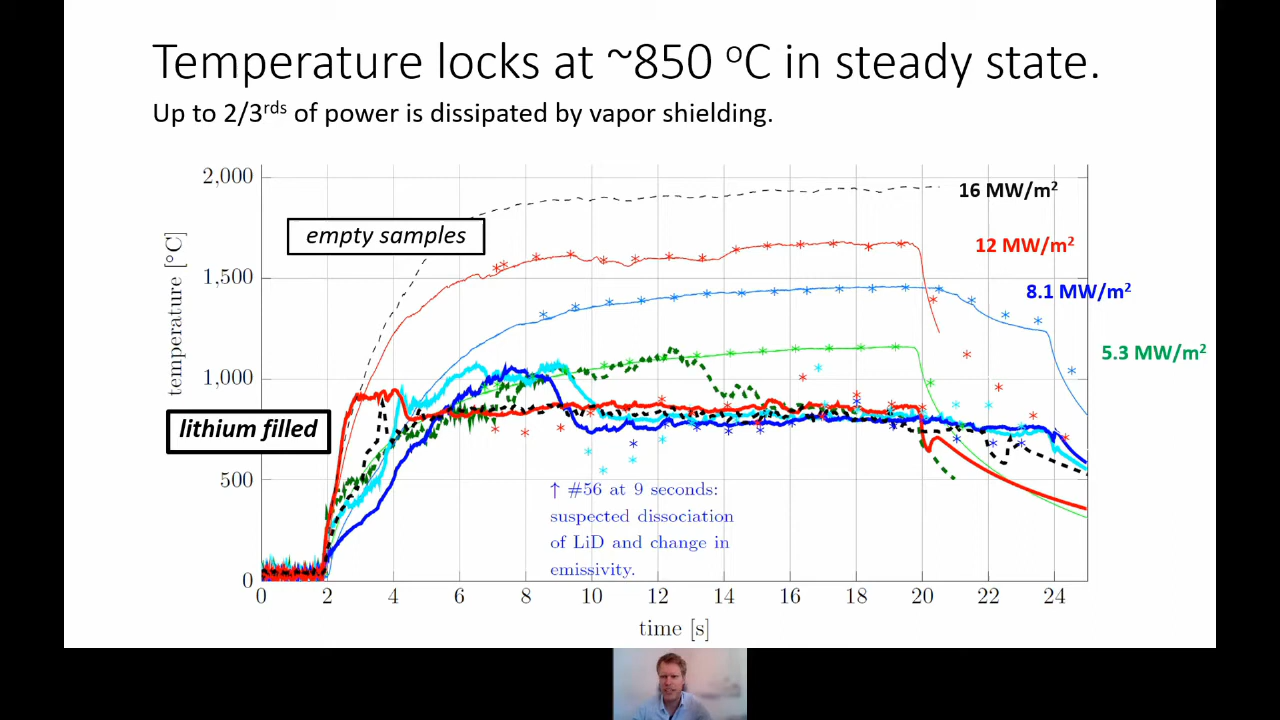 Temperature locks at ~850 ºC in steady state.
Up to 2/3rds of power is dissipated by vapor shielding.
2,000
1,500
1,000
500
0
temperature [°C]
empty samples
lithium filled
16 MW/m²
12 MW/m²
8.1 MW/m²
5.3 MW/m²
↑ #56 at 9 seconds:
suspected dissociation
of LiD and change in
emissivity.
0 2 4 6 8 10 12 14 16 18 20 22 24
time [s]